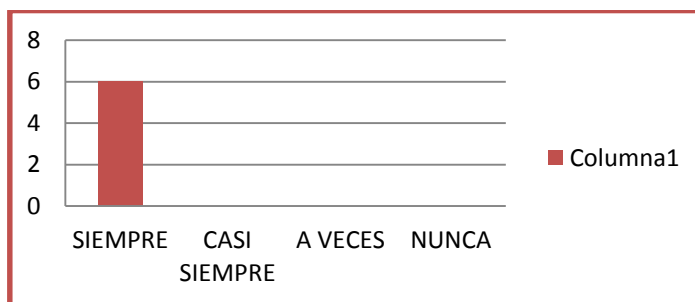 8
6
4
2
0
SIEMPRE
CASI
SIEMPRE
A VECES
NUNCA
Columna1